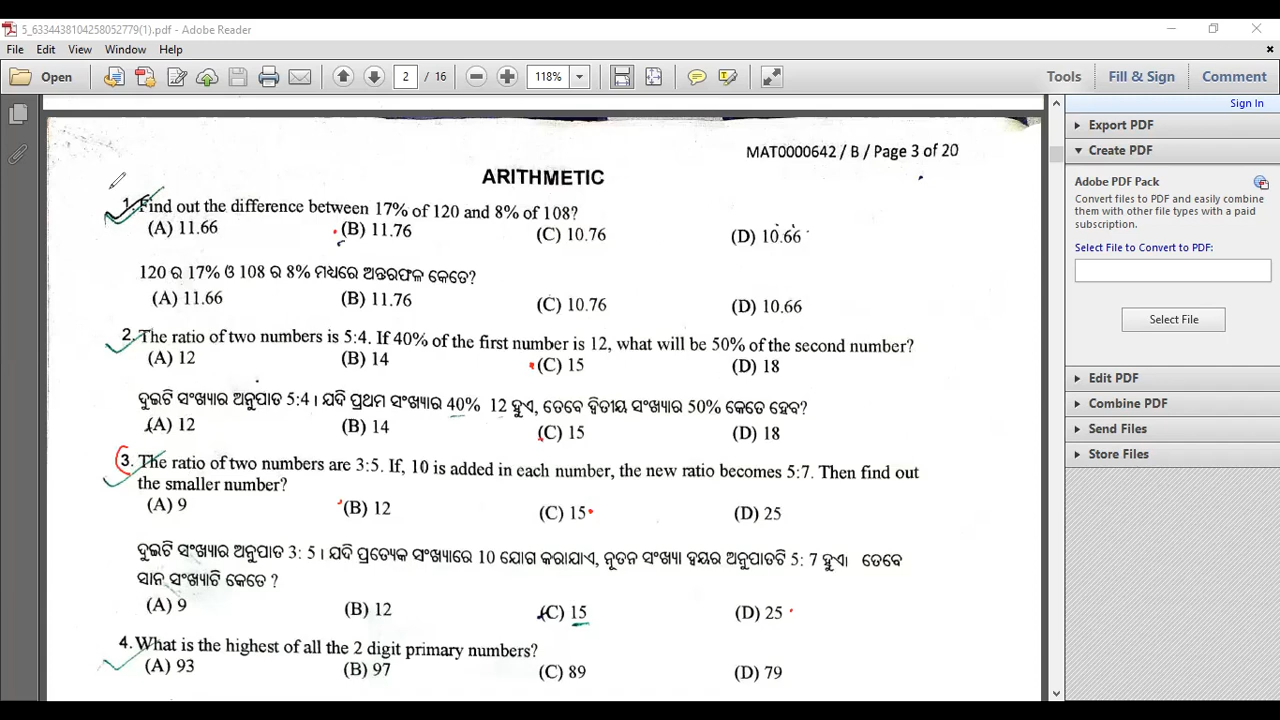 5_6334438104258052779(1).pdf - Adobe Reader
File Edit View Window Help
Open 2 / 16 118% Tools Fill & Sign Comment
Sign In
Export PDF
Create PDF
Adobe PDF Pack
Convert files to PDF and easily combine
them with other file types with a paid
subscription.
Select File to Convert to PDF:
Select File
Edit PDF
Combine PDF
Send Files
Store Files
MAT0000642 / B / Page 3 of 20
ARITHMETIC
1. Find out the difference between 17% of 120 and 8% of 108?
(A) 11.66 (B) 11.76 (C) 10.76 (D) 10.66
120 ର 17% ଓ 108 ର 8% ମଧ୍ୟରେ ଅନ୍ତରଫଳ କେତେ?
(A) 11.66 (B) 11.76 (C) 10.76 (D) 10.66
2. The ratio of two numbers is 5:4. If 40% of the first number is 12, what will be 50% of the second number?
(A) 12 (B) 14 (C) 15 (D) 18
ଦୁଇଟି ସଂଖ୍ୟାର ଅନୁପାତ 5:4 । ଯଦି ପ୍ରଥମ ସଂଖ୍ୟାର 40% 12 ହୁଏ, ତେବେ ଦ୍ଵିତୀୟ ସଂଖ୍ୟାର 50% କେତେ ହେବ?
(A) 12 (B) 14 (C) 15 (D) 18
3. The ratio of two numbers are 3:5. If, 10 is added in each number, the new ratio becomes 5:7. Then find out
the smaller number?
(A) 9 (B) 12 (C) 15 (D) 25
ଦୁଇଟି ସଂଖ୍ୟାର ଅନୁପାତ 3: 5 । ଯଦି ପ୍ରତ୍ୟେକ ସଂଖ୍ୟାରେ 10 ଯୋଗ କରାଯାଏ, ନୂତନ ସଂଖ୍ୟା ଦ୍ଵୟର ଅନୁପାତଟି 5: 7 ହୁଏ। ତେବେ
ସାନ ସଂଖ୍ୟାଟି କେତେ ?
(A) 9 (B) 12 (C) 15 (D) 25
4. What is the highest of all the 2 digit primary numbers?
(A) 93 (B) 97 (C) 89 (D) 79